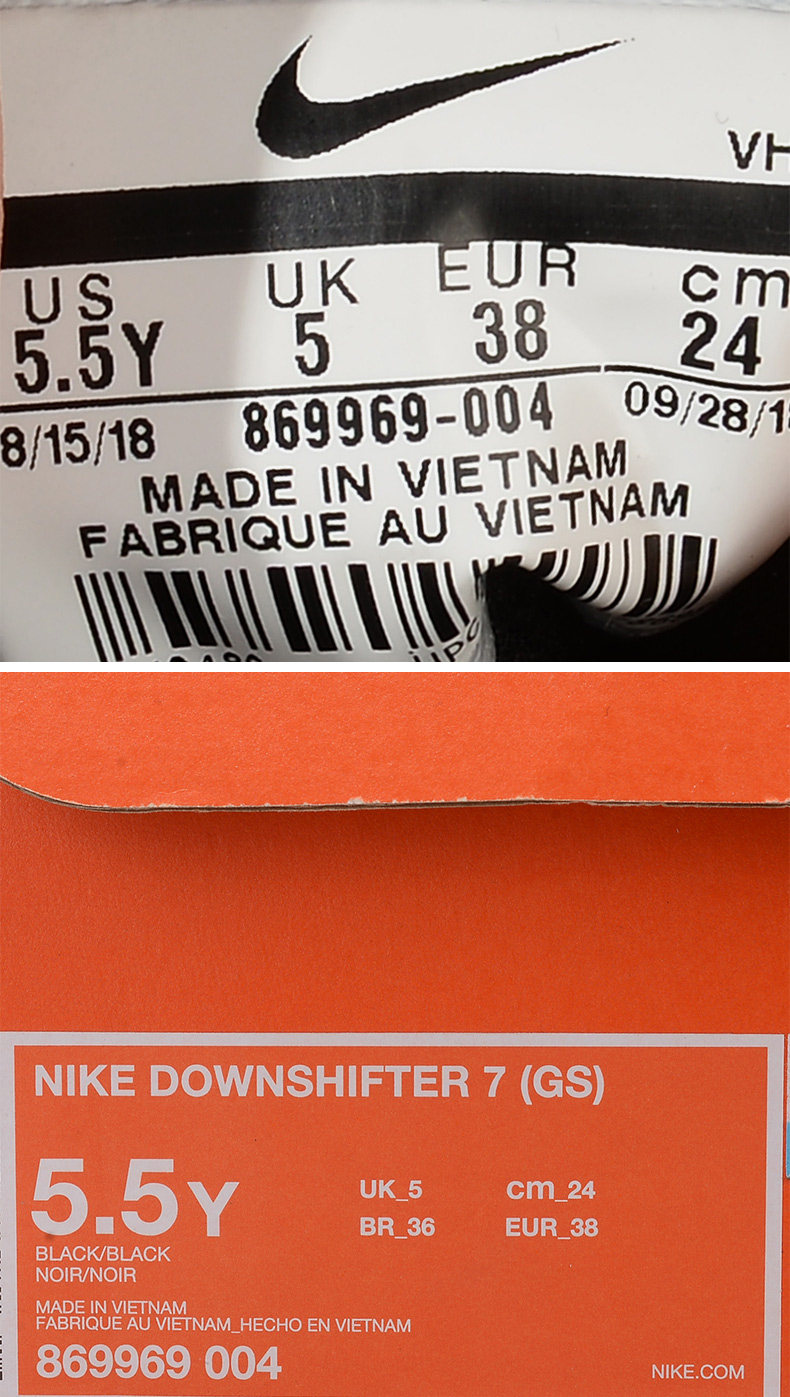 VH
US UK EUR cm
5.5Y 5 38 24
8/15/18 869969-004 09/28/1
MADE IN VIETNAM
FABRIQUE AU VIETNAM
UPC
NIKE DOWNSHIFTER 7 (GS)
5.5Y
UK_5 cm_24
BR_36 EUR_38
BLACK/BLACK
NOIR/NOIR
MADE IN VIETNAM
FABRIQUE AU VIETNAM_HECHO EN VIETNAM
869969 004
NIKE.COM